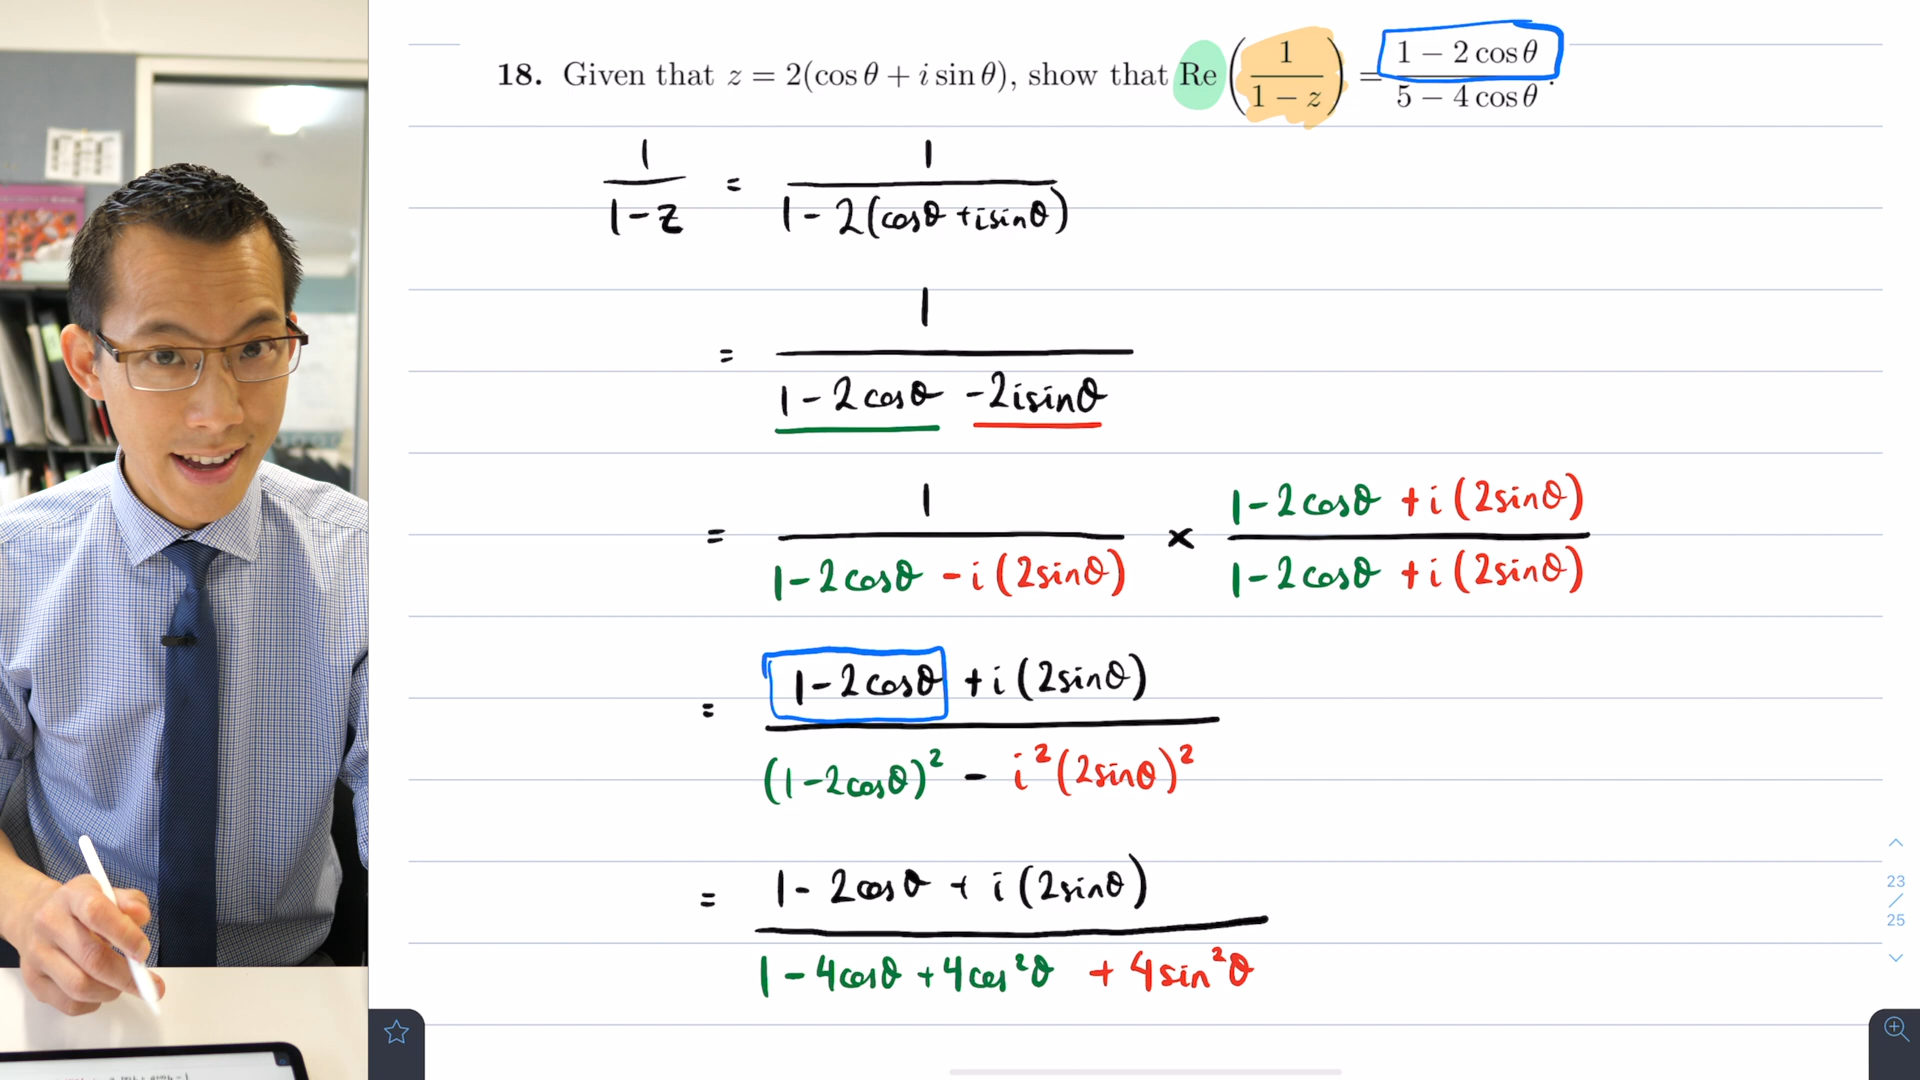 18. Given that z = 2(cos θ + i sin θ), show that Re(1/(1 − z)) = (1 − 2 cos θ)/(5 − 4 cos θ).
1/(1-z) = 1/(1-2(cosθ+isinθ))
= 1/(1-2cosθ -2isinθ)
= 1/(1-2cosθ -i(2sinθ)) × (1-2cosθ +i(2sinθ))/(1-2cosθ +i(2sinθ))
= (1-2cosθ +i(2sinθ))/((1-2cosθ)² - i²(2sinθ)²)
= (1-2cosθ + i(2sinθ))/(1-4cosθ+4cos²θ +4sin²θ)
23
/
25